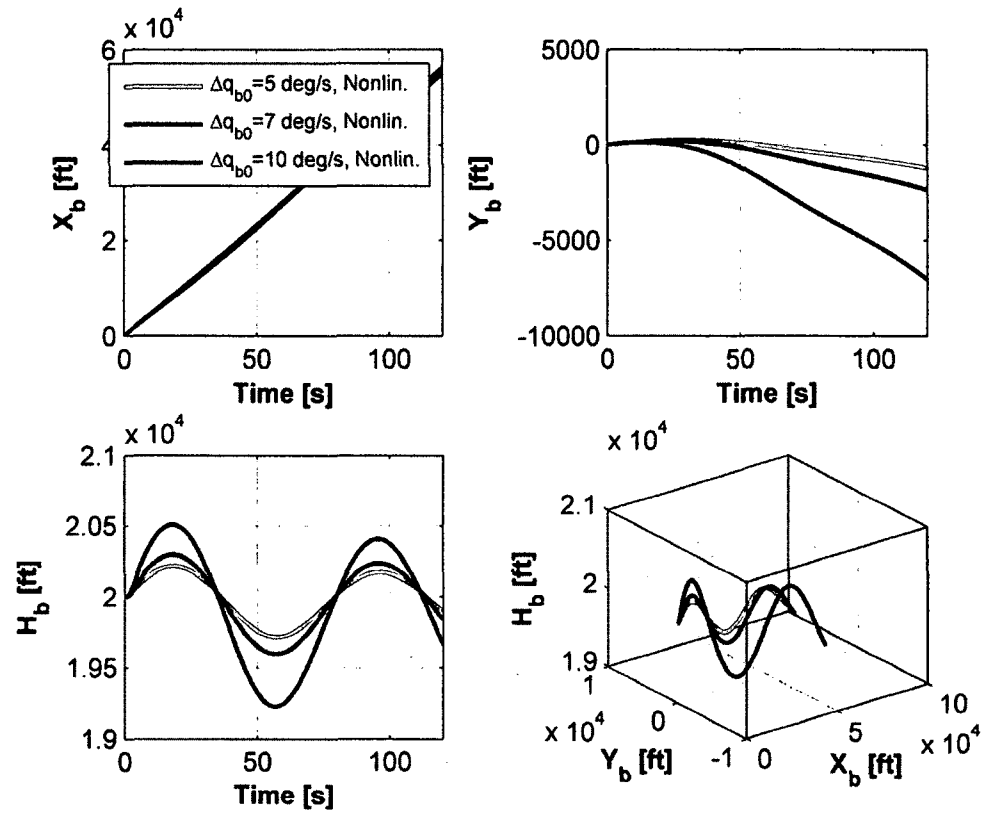 x 10^4
6
4
2
0
X_b [ft]
Δq_b0=5 deg/s, Nonlin.
Δq_b0=7 deg/s, Nonlin.
Δq_b0=10 deg/s, Nonlin.
0 50 100
Time [s]
5000
0
-5000
-10000
Y_b [ft]
0 50 100
Time [s]
x 10^4
2.1
2.05
2
1.95
1.9
H_b [ft]
0 50 100
Time [s]
x 10^4
2.1
2
1.9
H_b [ft]
1
0
-1
x 10^4
Y_b [ft]
0
5
10
x 10^4
X_b [ft]